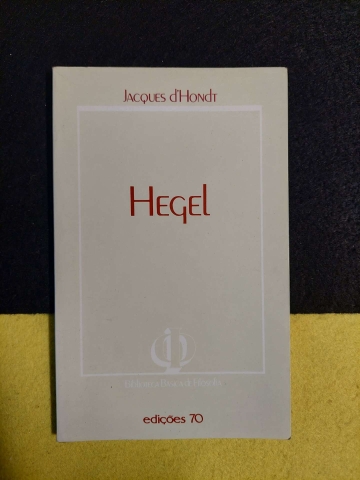 Jacques d'Hondt
Hegel
edições 70